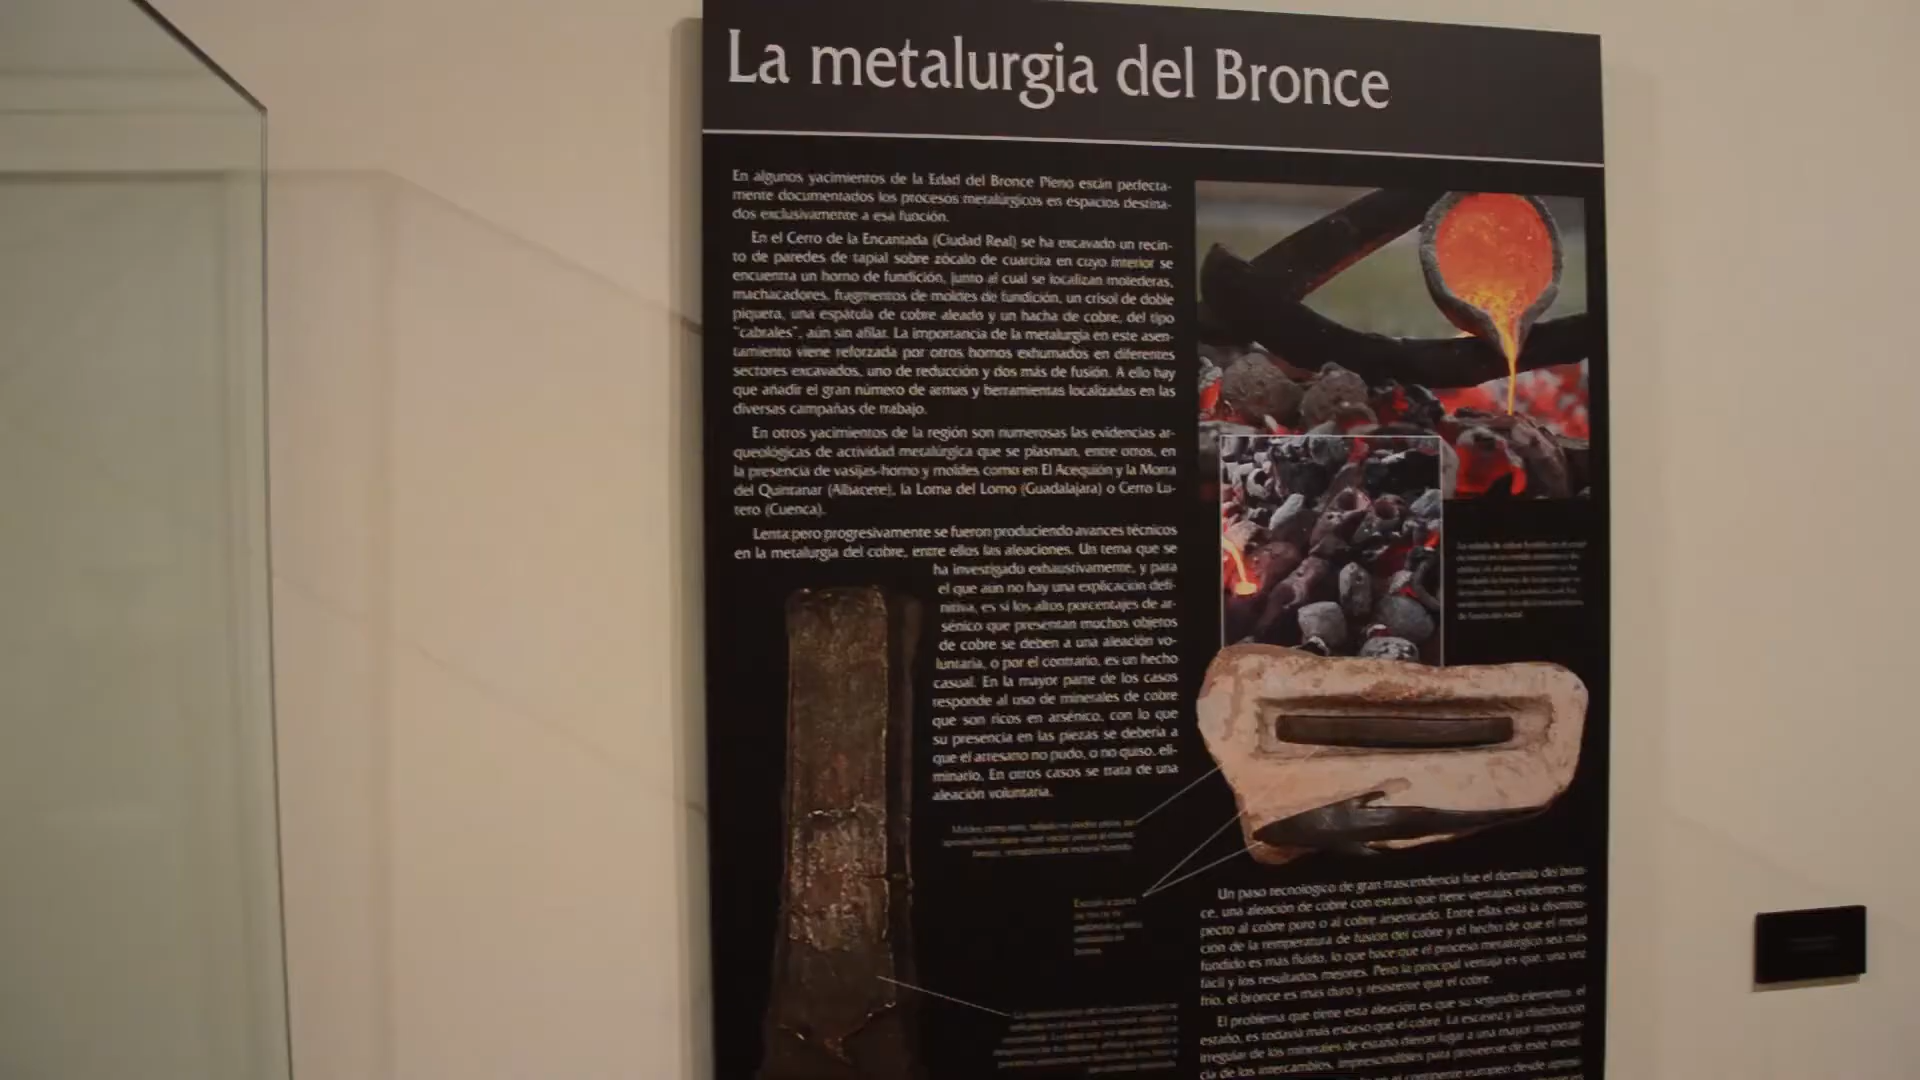 La metalurgia del Bronce
En algunos yacimientos de la Edad del Bronce Pleno están perfecta-
mente documentados los procesos metalúrgicos en espacios destina-
dos exclusivamente a esa función.
En el Cerro de la Encantada (Ciudad Real) se ha excavado un recin-
to de paredes de tapial sobre zócalo de cuarcita en cuyo interior se
encuentra un horno de fundición, junto al cual se localizan molederas,
machacadores, fragmentos de moldes de fundición, un crisol de doble
piquera, una espátula de cobre aleado y un hacha de cobre, del tipo
"cabrales", aún sin afilar. La importancia de la metalurgia en este asen-
tamiento viene reforzada por otros hornos exhumados en diferentes
sectores excavados, uno de reducción y dos más de fusión. A ello hay
que añadir el gran número de armas y herramientas localizadas en las
diversas campañas de trabajo.
En otros yacimientos de la región son numerosas las evidencias ar-
queológicas de actividad metalúrgica que se plasman, entre otros, en
la presencia de vasijas-horno y moldes como en El Acequión y la Morra
del Quintanar (Albacete), la Loma del Lomo (Guadalajara) o Cerro Lu-
tero (Cuenca).
Lenta pero progresivamente se fueron produciendo avances técnicos
en la metalurgia del cobre, entre ellos las aleaciones. Un tema que se
ha investigado exhaustivamente, y para
el que aún no hay una explicación defi-
nitiva, es si los altos porcentajes de ar-
sénico que presentan muchos objetos
de cobre se deben a una aleación vo-
luntaria, o por el contrario, es un hecho
casual. En la mayor parte de los casos
responde al uso de minerales de cobre
que son ricos en arsénico, con lo que
su presencia en las piezas se debería a
que el artesano no pudo, o no quiso, eli-
minarlo. En otros casos se trata de una
aleación voluntaria.
Un paso tecnológico de gran trascendencia fue el dominio del bron-
ce, una aleación de cobre con estaño que tiene ventajas evidentes res-
pecto al cobre puro o al cobre arsenicado. Entre ellas está la disminu-
ción de la temperatura de fusión del cobre y el hecho de que el metal
fundido es más fluido, lo que hace que el proceso metalúrgico sea más
fácil y los resultados mejores. Pero la principal ventaja es que, una vez
frío, el bronce es más duro y resistente que el cobre.
El problema que tiene esta aleación es que su segundo elemento, el
estaño, es todavía más escaso que el cobre. La escasez y la distribución
irregular de los minerales de estaño dieron lugar a una mayor importan-
cia de los intercambios, imprescindibles para proveerse de este metal.
en el continente europeo desde